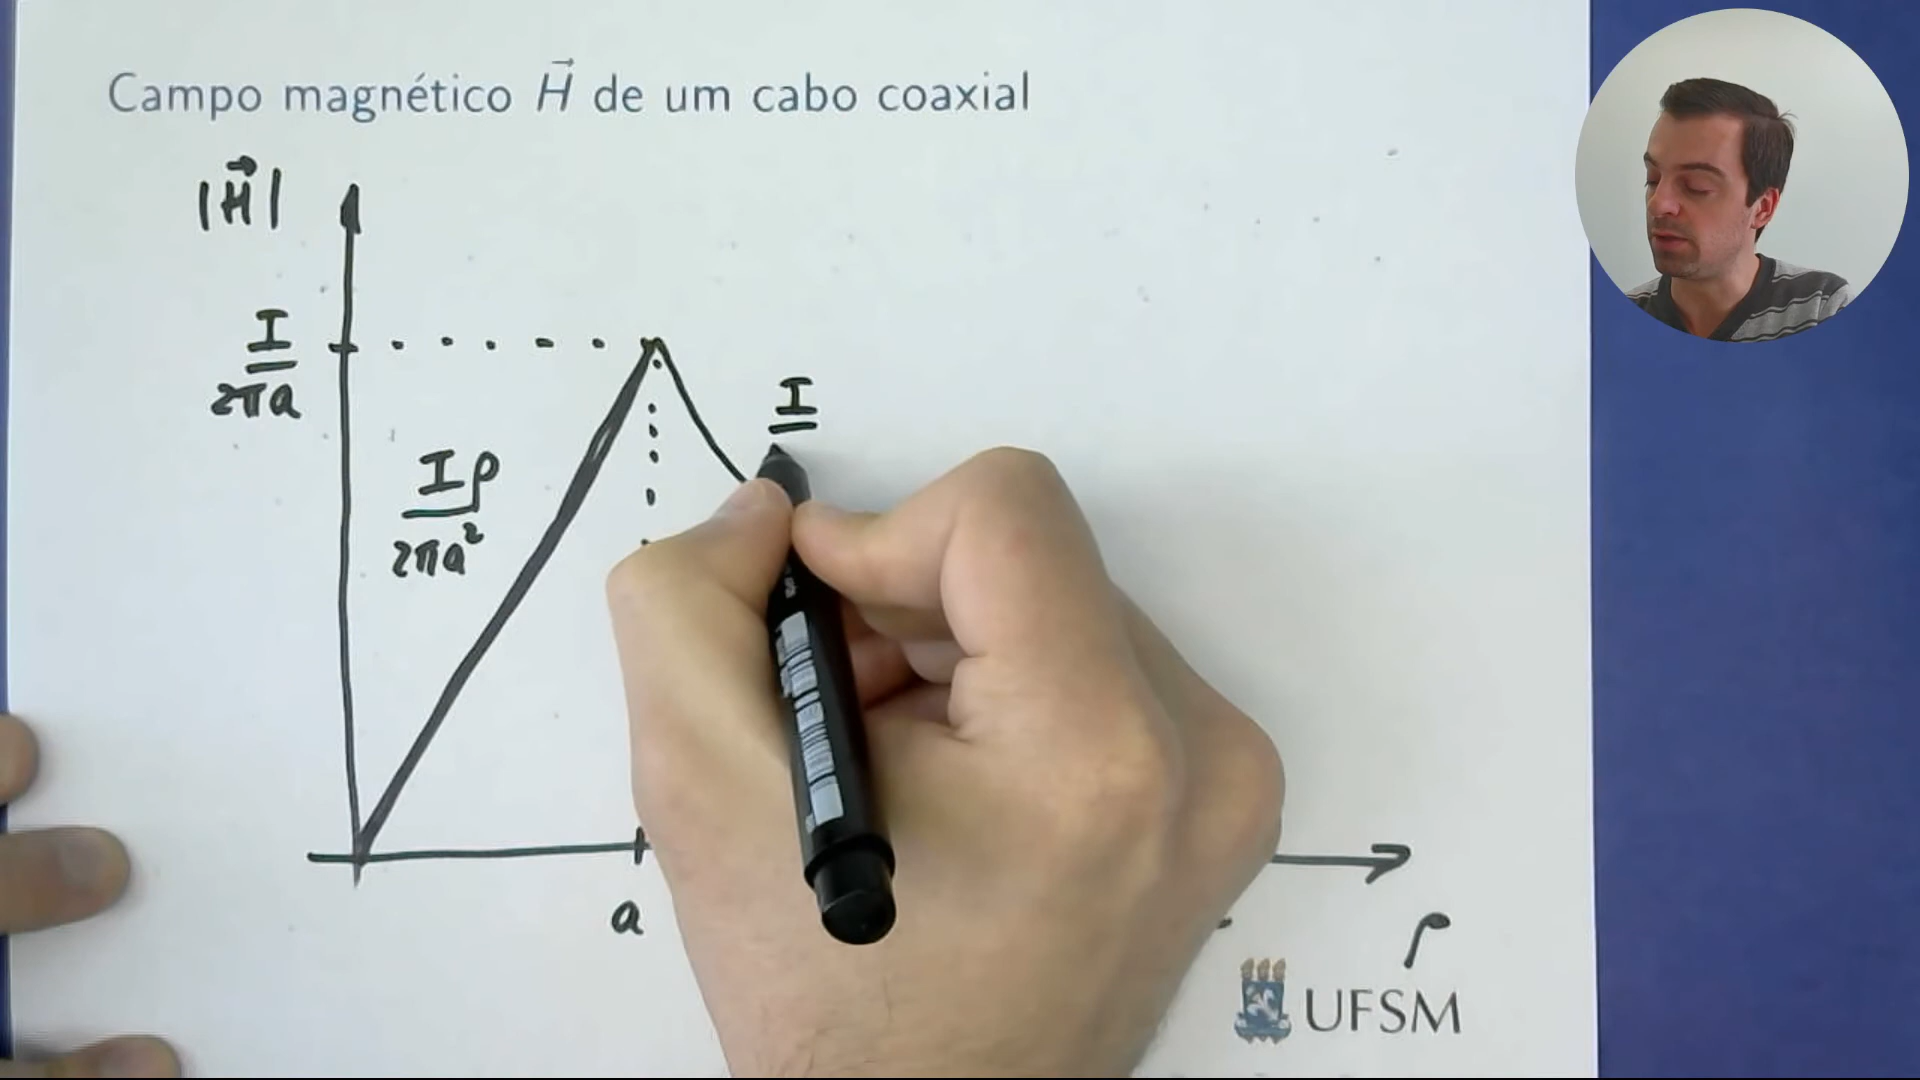 Campo magnético H⃗ de um cabo coaxial
|H⃗|
I
2πa
I
Iρ
2πa²
a
ρ
UFSM